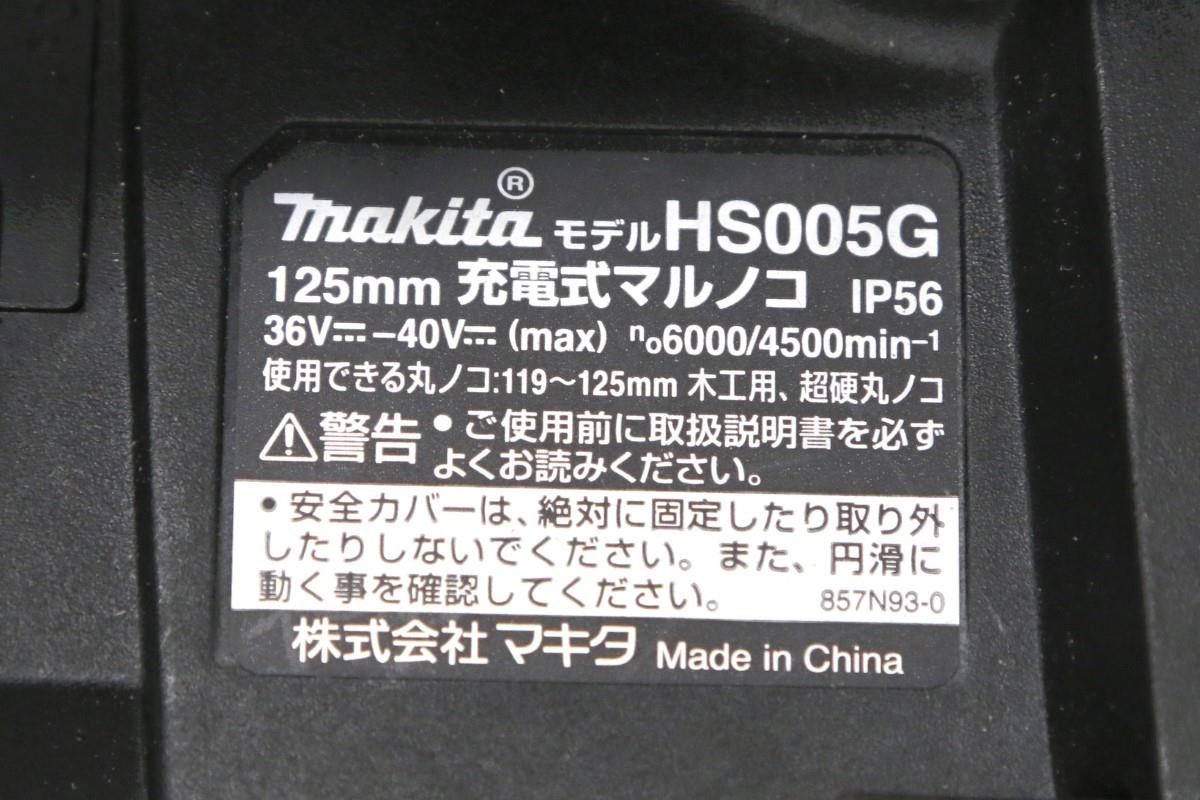 makita® モデル HS005G
125mm 充電式マルノコ IP56
36V⎓–40V⎓ (max) n₀6000/4500min⁻¹
使用できる丸ノコ:119～125mm 木工用、超硬丸ノコ
⚠警告 ●ご使用前に取扱説明書を必ず
よくお読みください。
●安全カバーは、絶対に固定したり取り外
したりしないでください。また、円滑に
動く事を確認してください。 857N93-0
株式会社 マキタ Made in China